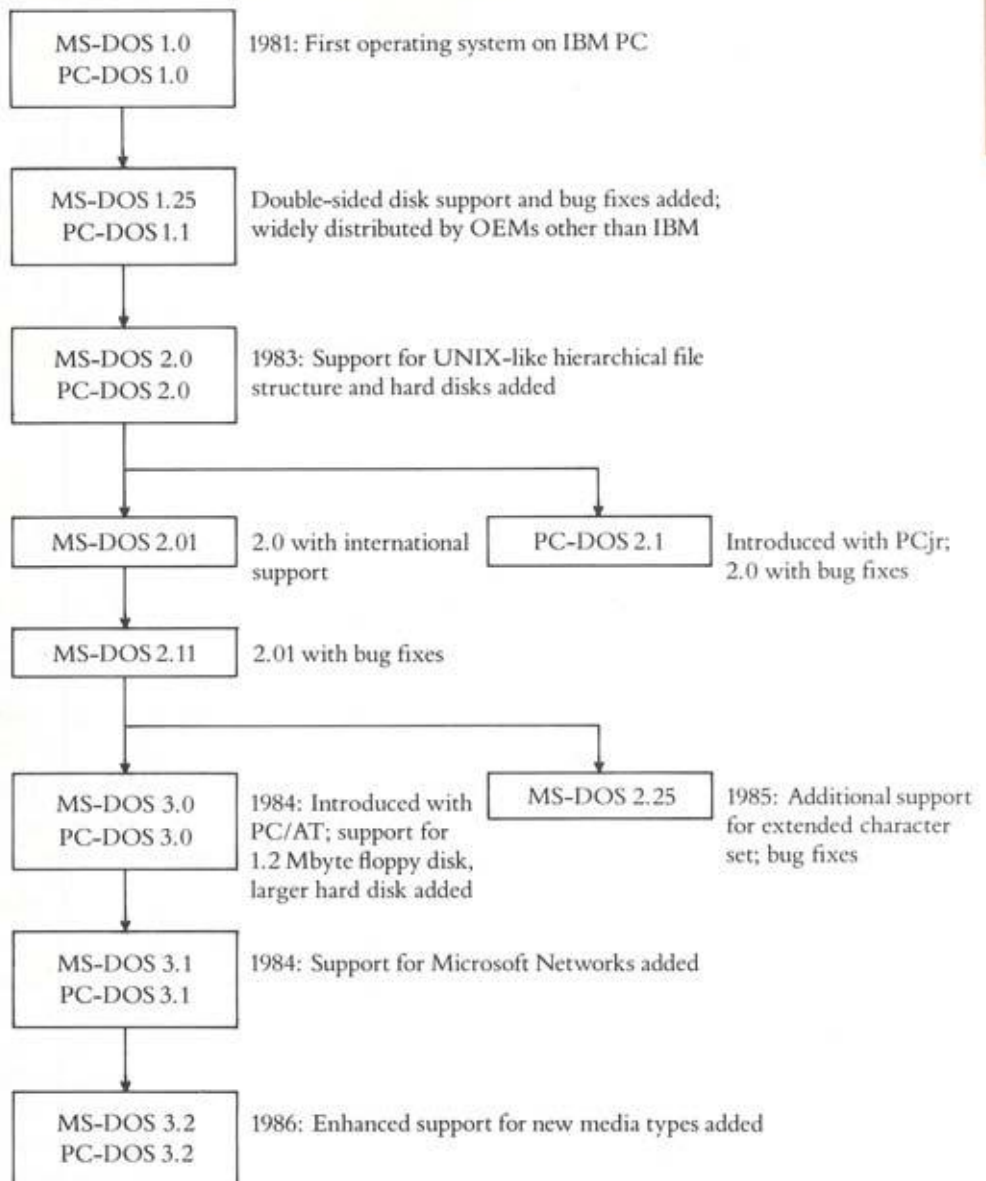 MS-DOS 1.0
PC-DOS 1.0
1981: First operating system on IBM PC
MS-DOS 1.25
PC-DOS 1.1
Double-sided disk support and bug fixes added;
widely distributed by OEMs other than IBM
MS-DOS 2.0
PC-DOS 2.0
1983: Support for UNIX-like hierarchical file
structure and hard disks added
MS-DOS 2.01
2.0 with international
support
PC-DOS 2.1
Introduced with PCjr;
2.0 with bug fixes
MS-DOS 2.11
2.01 with bug fixes
MS-DOS 3.0
PC-DOS 3.0
1984: Introduced with
PC/AT; support for
1.2 Mbyte floppy disk,
larger hard disk added
MS-DOS 2.25
1985: Additional support
for extended character
set; bug fixes
MS-DOS 3.1
PC-DOS 3.1
1984: Support for Microsoft Networks added
MS-DOS 3.2
PC-DOS 3.2
1986: Enhanced support for new media types added